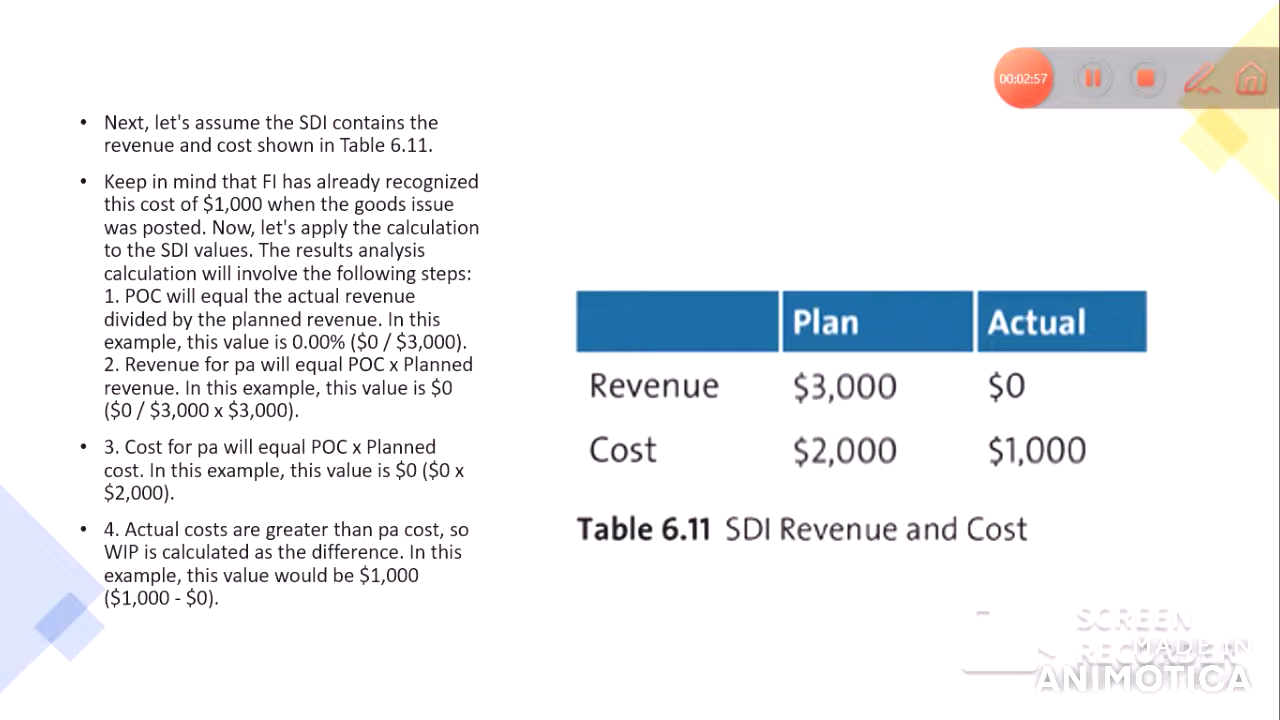 00:02:57
• Next, let's assume the SDI contains the
revenue and cost shown in Table 6.11.
• Keep in mind that FI has already recognized
this cost of $1,000 when the goods issue
was posted. Now, let's apply the calculation
to the SDI values. The results analysis
calculation will involve the following steps:
1. POC will equal the actual revenue
divided by the planned revenue. In this
example, this value is 0.00% ($0 / $3,000).
2. Revenue for pa will equal POC x Planned
revenue. In this example, this value is $0
($0 / $3,000 x $3,000).
• 3. Cost for pa will equal POC x Planned
cost. In this example, this value is $0 ($0 x
$2,000).
• 4. Actual costs are greater than pa cost, so
WIP is calculated as the difference. In this
example, this value would be $1,000
($1,000 - $0).
Plan Actual
Revenue $3,000 $0
Cost $2,000 $1,000
Table 6.11 SDI Revenue and Cost
SCREEN
RECORDER
MADE IN
ANIMOTICA